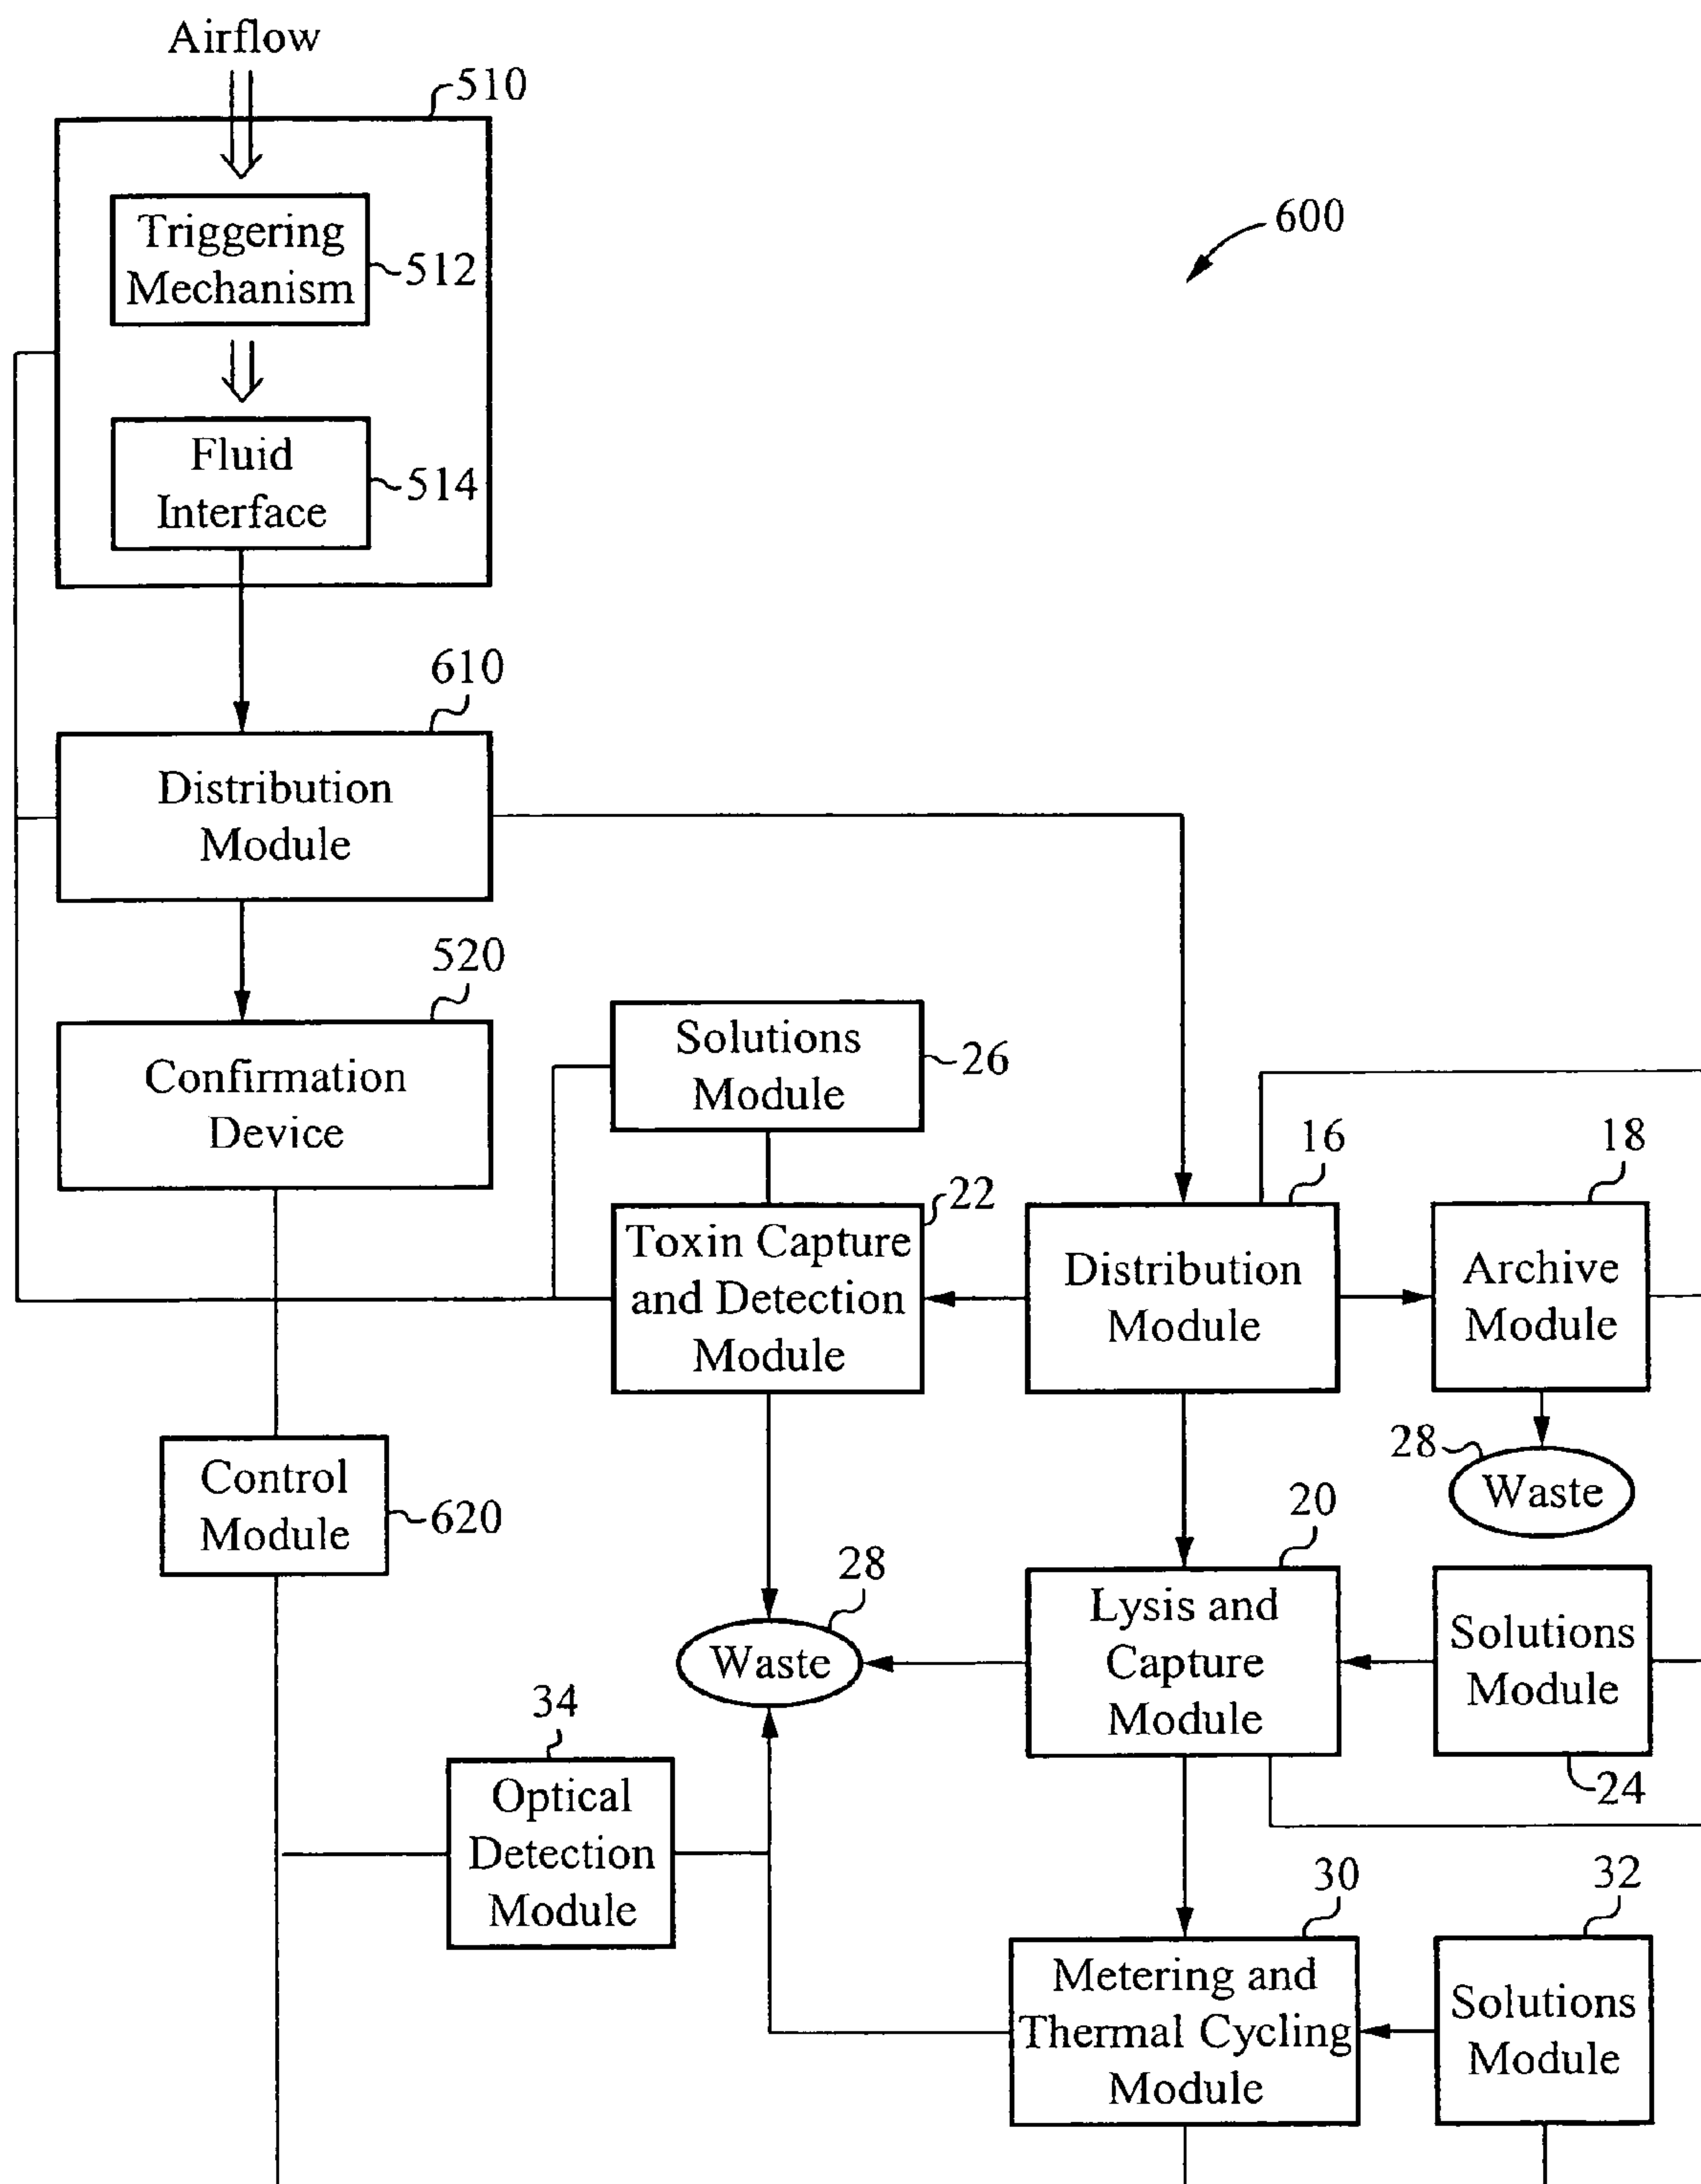 Airflow
510
Triggering
Mechanism
512
600
Fluid
Interface
514
610
Distribution
Module
520
Confirmation
Device
Solutions
Module
26
16
18
22
Toxin Capture
and Detection
Module
Distribution
Module
Archive
Module
28
Waste
Control
Module
620
20
28
Waste
Lysis and
Capture
Module
Solutions
Module
24
34
Optical
Detection
Module
30
32
Metering and
Thermal Cycling
Module
Solutions
Module